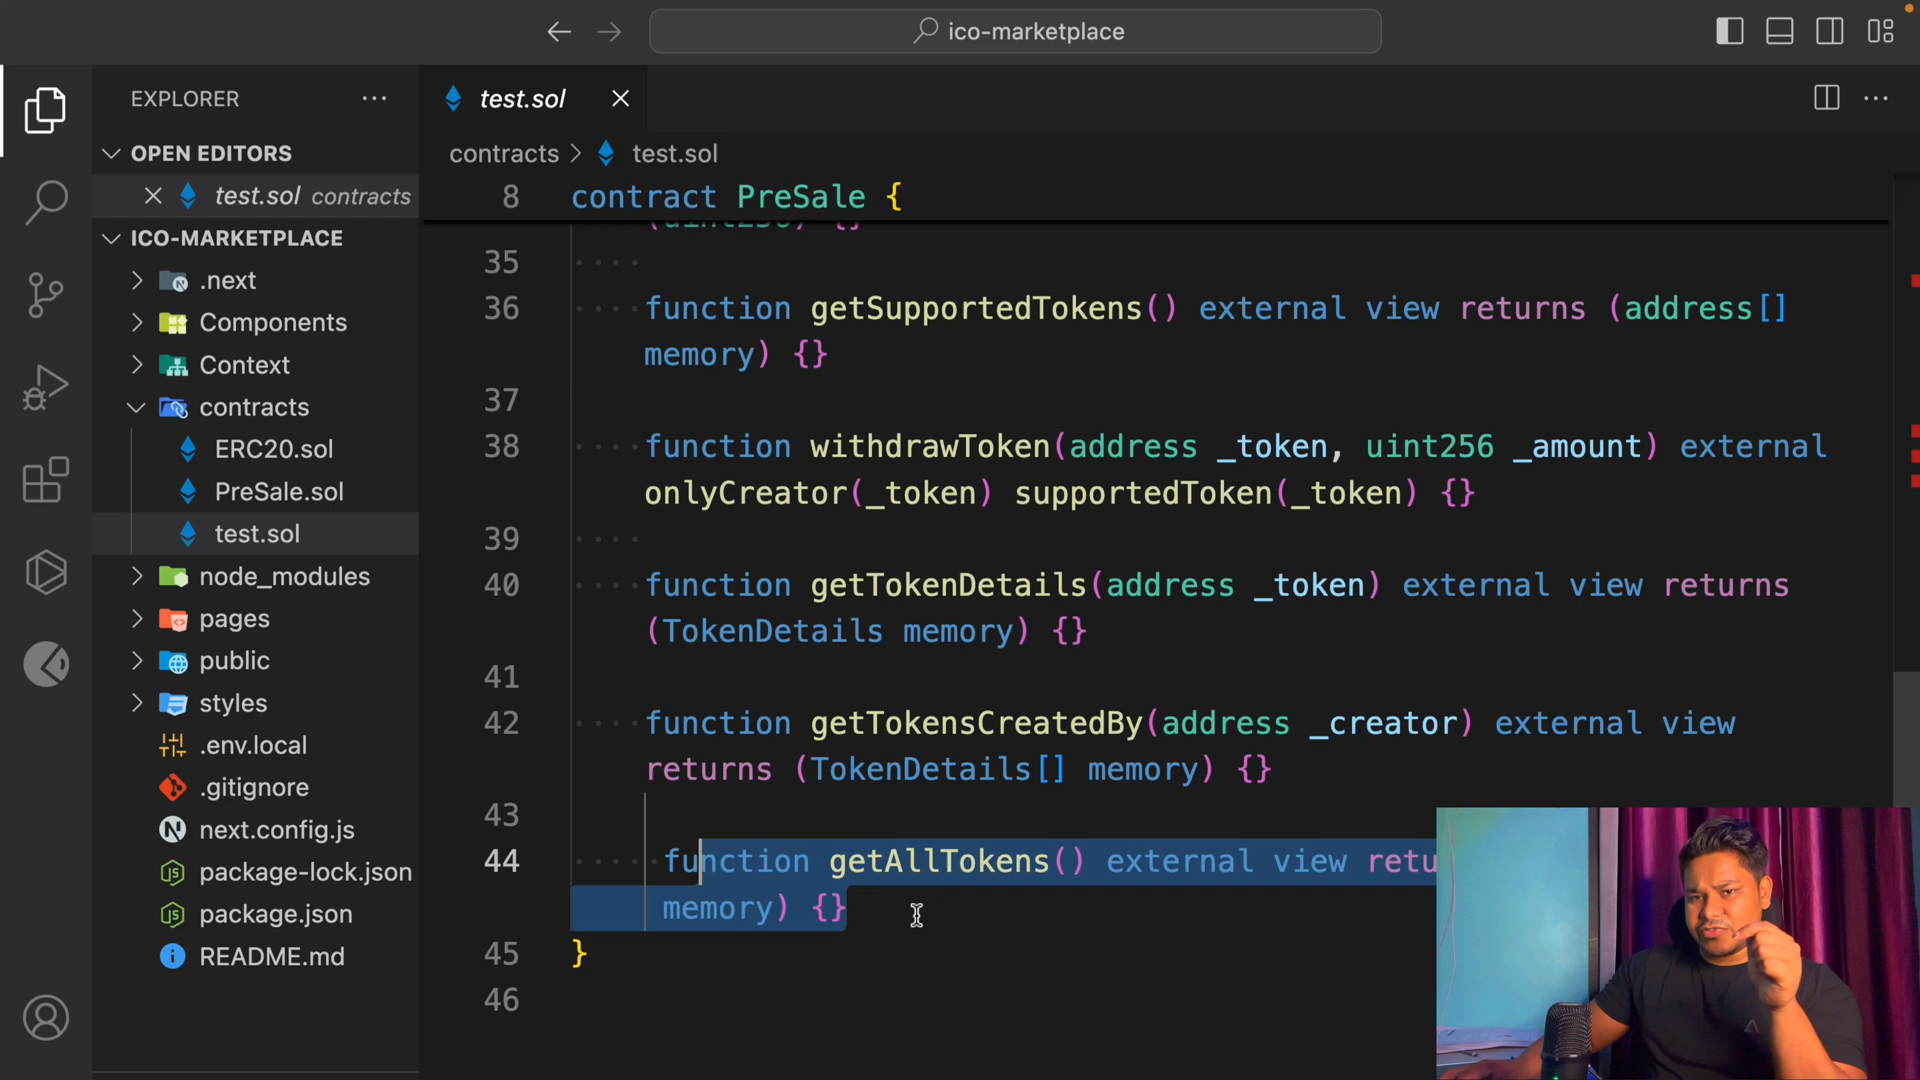 ico-marketplace
EXPLORER
OPEN EDITORS
test.sol contracts
ICO-MARKETPLACE
.next
Components
Context
contracts
ERC20.sol
PreSale.sol
test.sol
node_modules
pages
public
styles
.env.local
.gitignore
next.config.js
package-lock.json
package.json
README.md
test.sol
contracts > test.sol
8 contract PreSale {
(uint256) {}
35
36 function getSupportedTokens() external view returns (address[]
memory) {}
37
38 function withdrawToken(address _token, uint256 _amount) external
onlyCreator(_token) supportedToken(_token) {}
39
40 function getTokenDetails(address _token) external view returns
(TokenDetails memory) {}
41
42 function getTokensCreatedBy(address _creator) external view
returns (TokenDetails[] memory) {}
43
44 function getAllTokens() external view retu
memory) {}
45 }
46